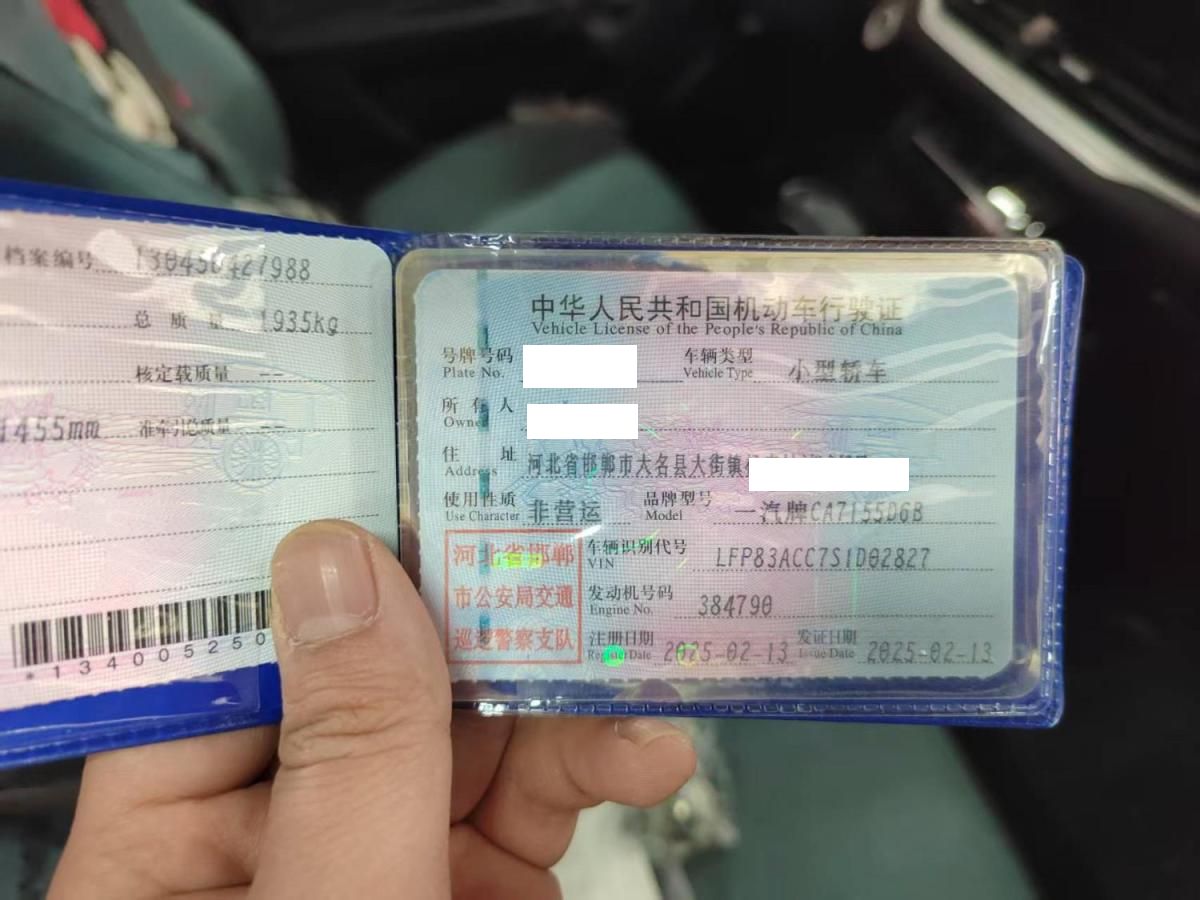 档案编号 130450427988
总质量 1935kg
核定载质量 --
1455mm 准牵引总质量 --
*134005250
中华人民共和国机动车行驶证
Vehicle License of the People's Republic of China
号牌号码 车辆类型 小型轿车
Plate No. Vehicle Type
所有人
Owner
住址 河北省邯郸市大名县大街镇
Address
使用性质 非营运 品牌型号 一汽牌CA7155D6B
Use Character Model
河北省邯郸
市公安局交通
巡逻警察支队
车辆识别代号 LFP83ACC7S1D02827
VIN
发动机号码 384790
Engine No.
注册日期 2025-02-13 发证日期 2025-02-13
Register Date Issue Date